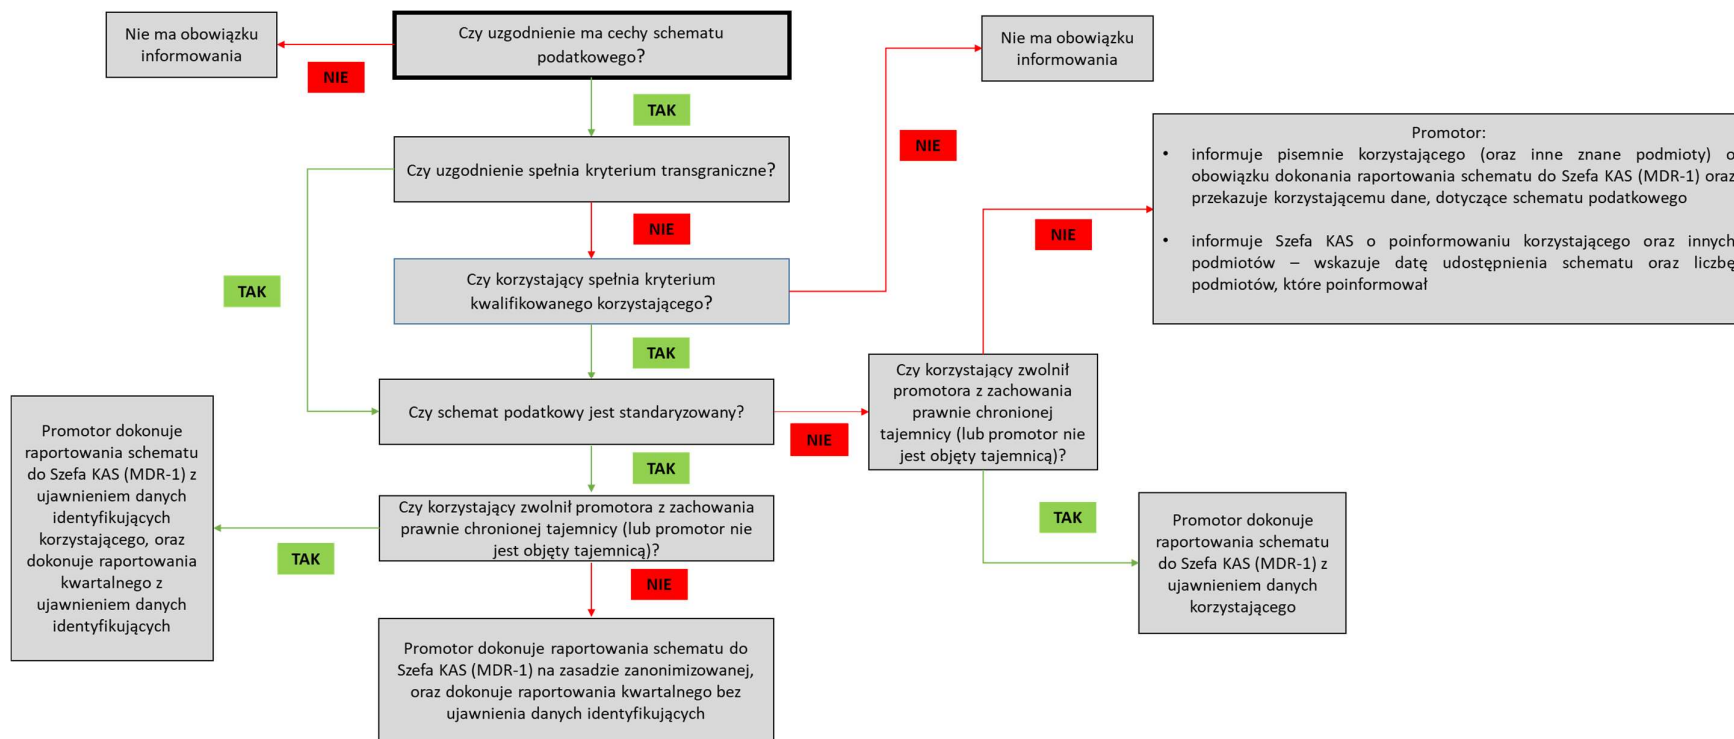 Nie ma obowiązku
informowania
NIE
Czy uzgodnienie ma cechy schematu
podatkowego?
TAK
Nie ma obowiązku
informowania
NIE
Czy uzgodnienie spełnia kryterium transgraniczne?
NIE
TAK
Czy korzystający spełnia kryterium
kwalifikowanego korzystającego?
TAK
Promotor:
• informuje pisemnie korzystającego (oraz inne znane podmioty) o
obowiązku dokonania raportowania schematu do Szefa KAS (MDR-1) oraz
przekazuje korzystającemu dane, dotyczące schematu podatkowego
• informuje Szefa KAS o poinformowaniu korzystającego oraz innych
podmiotów – wskazuje datę udostępnienia schematu oraz liczbę
podmiotów, które poinformował
NIE
Czy schemat podatkowy jest standaryzowany?
NIE
TAK
Czy korzystający zwolnił
promotora z zachowania
prawnie chronionej
tajemnicy (lub promotor nie
jest objęty tajemnicą)?
TAK
Promotor dokonuje
raportowania schematu
do Szefa KAS (MDR-1) z
ujawnieniem danych
korzystającego
Czy korzystający zwolnił promotora z zachowania
prawnie chronionej tajemnicy (lub promotor nie
jest objęty tajemnicą)?
TAK
NIE
Promotor dokonuje
raportowania schematu
do Szefa KAS (MDR-1) z
ujawnieniem danych
identyfikujących
korzystającego, oraz
dokonuje raportowania
kwartalnego z
ujawnieniem danych
identyfikujących
Promotor dokonuje raportowania schematu do
Szefa KAS (MDR-1) na zasadzie zanonimizowanej,
oraz dokonuje raportowania kwartalnego bez
ujawnienia danych identyfikujących